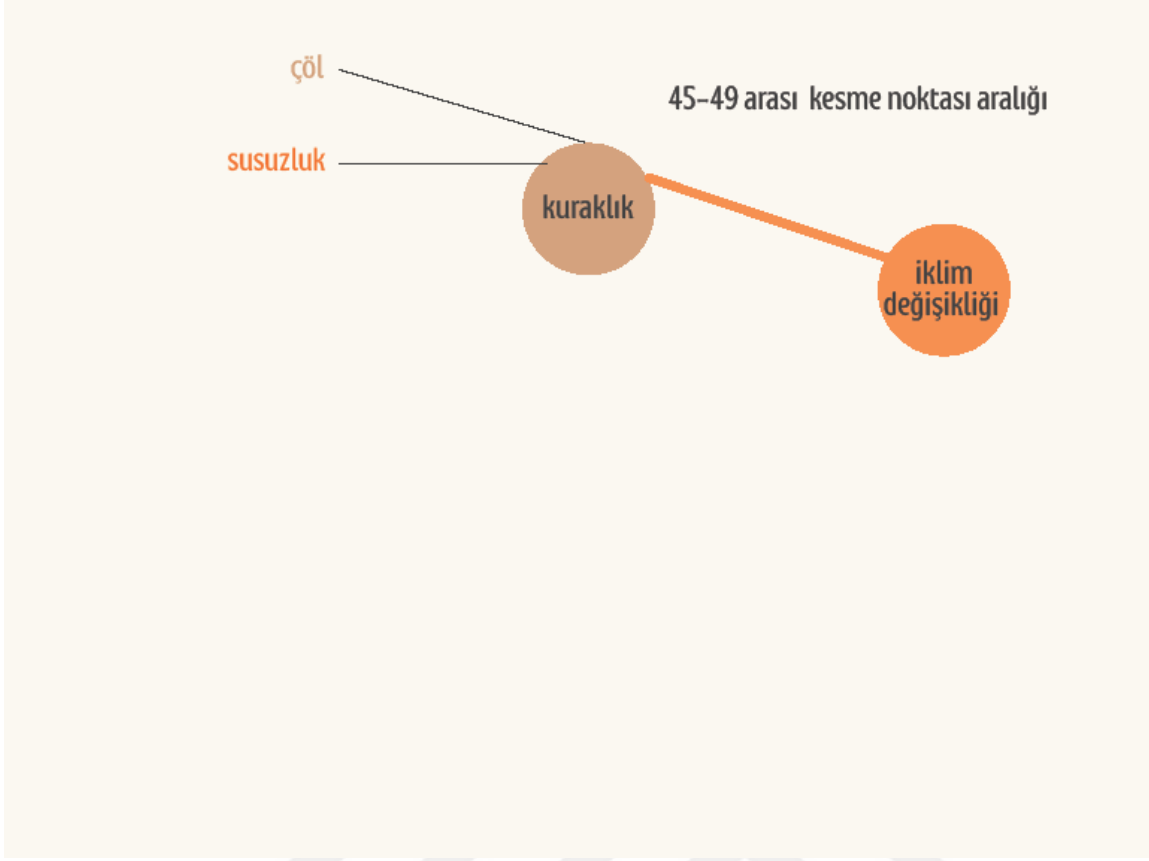 çöl
45–49 arası kesme noktası aralığı
susuzluk
kuraklık
iklim
değişikliği